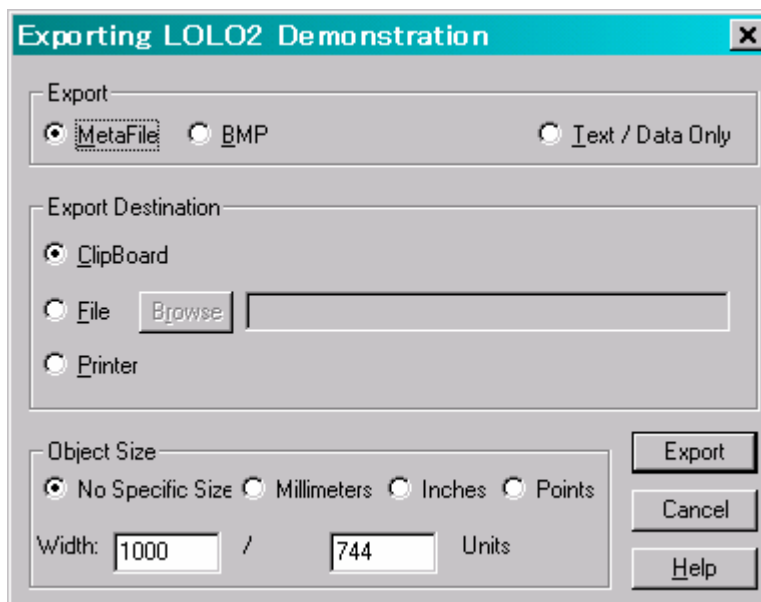 Exporting LOLO2 Demonstration
Export
MetaFile BMP Text / Data Only
Export Destination
ClipBoard
File Browse
Printer
Object Size
No Specific Size Millimeters Inches Points
Width: 1000 / 744 Units
Export
Cancel
Help